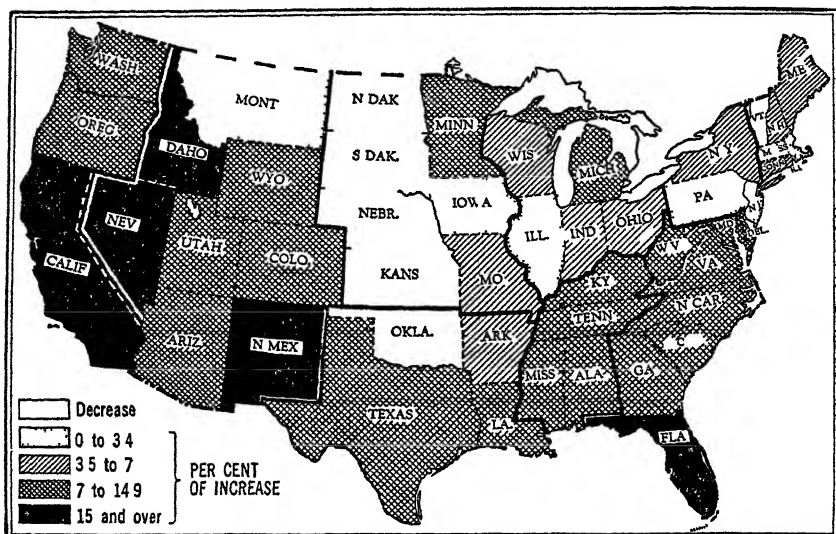 WASH
OREG.
CALIF
NEV
DAHO
MONT
WYO.
UTAH
COLO.
ARIZ.
N MEX
N DAK
S DAK.
NEBR.
KANS
OKLA.
TEXAS
MINN
IOWA
MO.
ARK
LA.
WIS
ILL.
MICH
IND
OHIO
KY
TENN.
MISS
ALA.
GA
FLA
S C
N CAR
VA
W V
PA
N Y
N J
DEL.
VT.
N H
ME
Decrease
0 to 3 4
3 5 to 7
7 to 14 9
15 and over
PER CENT
OF INCREASE